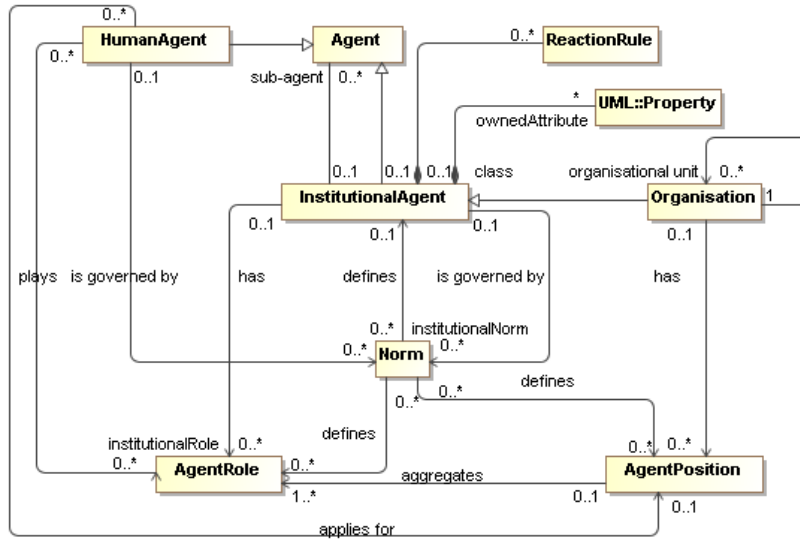 0..*
HumanAgent
Agent
0..*
ReactionRule
0..*
0..1
sub-agent
0..*
*
UML::Property
ownedAttribute
0..1
0..1
0..1
class
organisational unit
0..*
InstitutionalAgent
Organisation
1
0..1
0..1
0..1
0..1
plays
is governed by
has
defines
is governed by
has
0..*
institutionalNorm
0..*
Norm
0..*
0..*
0..*
defines
defines
institutionalRole
0..*
0..*
0..*
0..*
0..*
AgentRole
aggregates
AgentPosition
1..*
0..1
0..1
applies for